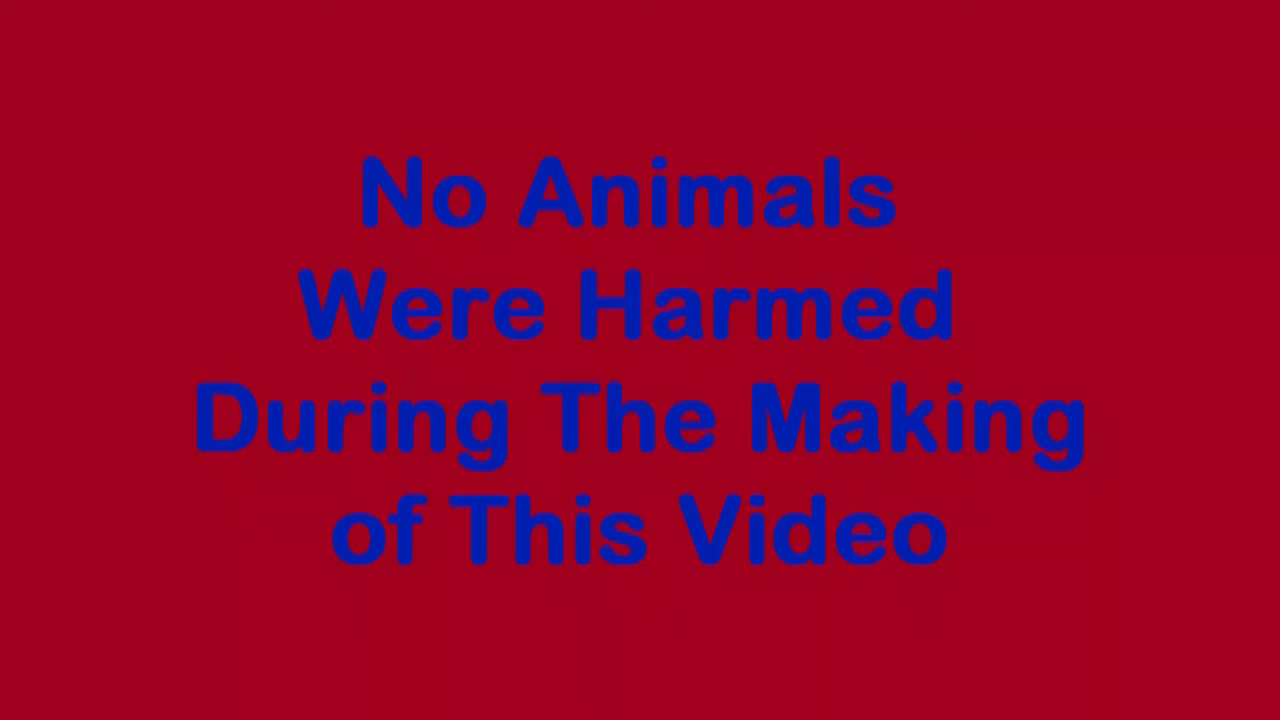 No Animals
Were Harmed
During The Making
of This Video